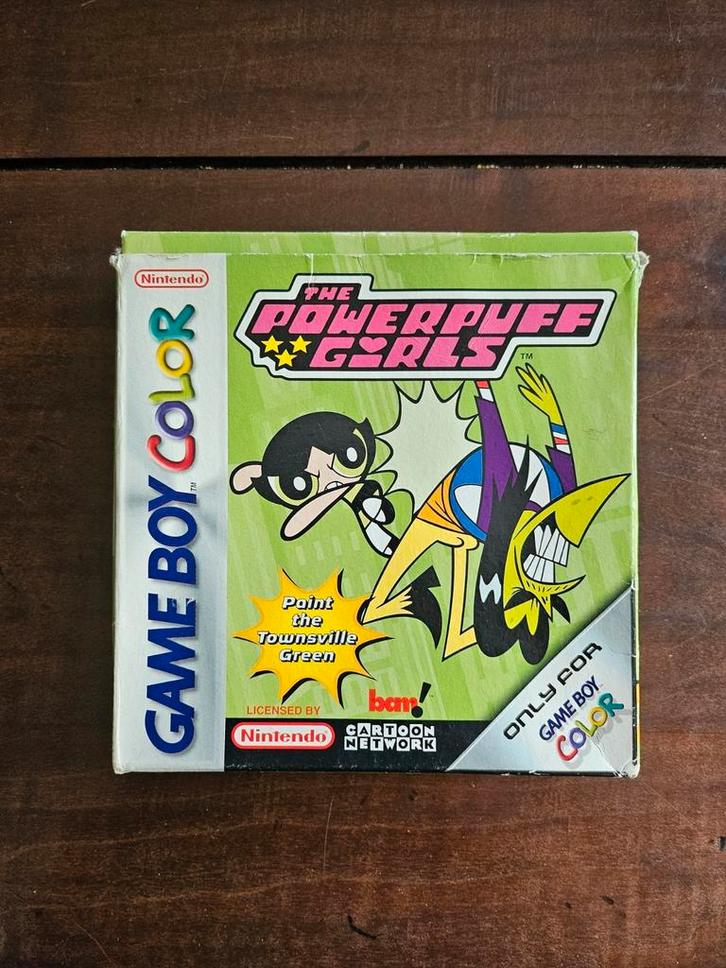 Nintendo
GAME BOY COLOR
TM
THE
POWERPUFF
GIRLS
TM
Paint
the
Townsville
Green
LICENSED BY
Nintendo
bam!
CARTOON
NETWORK
ONLY FOR
GAME BOY
COLOR